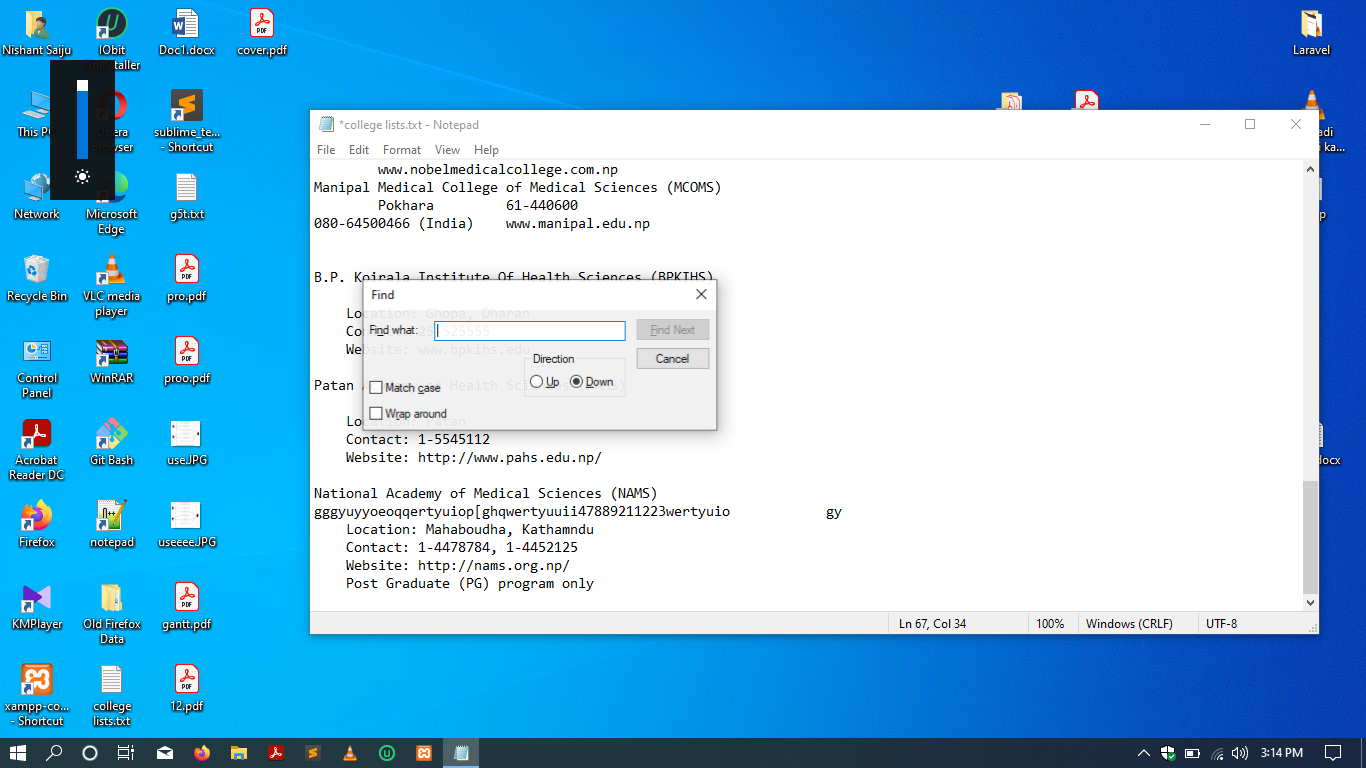 Nishant Saiju
IObit
Uninstaller
Doc1.docx
cover.pdf
Laravel
This PC
Opera
Browser
sublime_te...
- Shortcut
Network
Microsoft
Edge
g5t.txt
Recycle Bin
VLC media
player
pro.pdf
Control
Panel
WinRAR
proo.pdf
Acrobat
Reader DC
Git Bash
use.JPG
Firefox
notepad
useeee.JPG
KMPlayer
Old Firefox
Data
gantt.pdf
xampp-co...
- Shortcut
college
lists.txt
12.pdf
*college lists.txt - Notepad
File Edit Format View Help
www.nobelmedicalcollege.com.np
Manipal Medical College of Medical Sciences (MCOMS)
Pokhara 61-440600
080-64500466 (India) www.manipal.edu.np
B.P. Koirala Institute Of Health Sciences (BPKIHS)
Location: Ghopa, Dharan
Website: www.bpkihs.edu
Patan
of Health
Location: Patan
Contact: 1-5545112
Website: http://www.pahs.edu.np/
National Academy of Medical Sciences (NAMS)
gggyuyyoeoqqertyuiop[ghqwertyuuii47889211223wertyuio gy
Location: Mahaboudha, Kathamndu
Contact: 1-4478784, 1-4452125
Website: http://nams.org.np/
Post Graduate (PG) program only
Find
Find what:
Find Next
Cancel
Direction
Up Down
Match case
Wrap around
Ln 67, Col 34 100% Windows (CRLF) UTF-8
3:14 PM